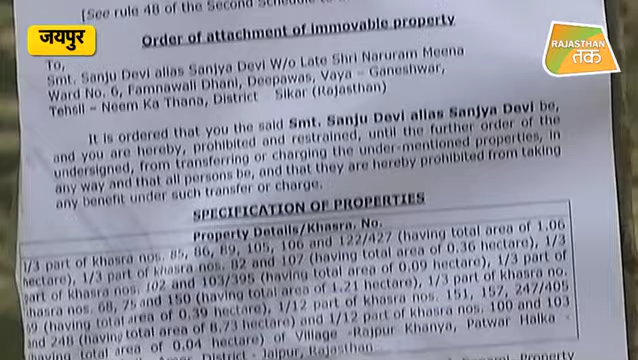 [See rule 48 of the Second Schedule to
जयपुर
RAJASTHAN
तक
Order of attachment of immovable property
To,
Smt. Sanju Devi alias Sanjya Devi W/o Late Shri Naruram Meena
Ward No. 6, Famnawali Dhani, Deepawas, Vaya – Ganeshwar,
Tehsil – Neem Ka Thana, District – Sikar (Rajasthan)
It is ordered that you the said Smt. Sanju Devi alias Sanjya Devi be,
and you are hereby, prohibited and restrained, until the further order of the
undersigned, from transferring or charging the under-mentioned properties, in
any way and that all persons be, and that they are hereby prohibited from taking
any benefit under such transfer or charge.
SPECIFICATION OF PROPERTIES
Property Details/Khasra. No.
1/3 part of khasra nos. 85, 86, 89, 105, 106 and 122/427 (having total area of 1.06
hectare), 1/3 part of khasra nos. 82 and 107 (having total area of 0.36 hectare), 1/3
part of khasra nos. 102 and 103/395 (having total area of 0.09 hectare), 1/3 part of
khasra nos. 68, 75 and 150 (having total area of 1.21 hectare), 1/3 part of khasra no.
69 (having total area of 0.39 hectare), 1/12 part of khasra nos. 151, 157, 247/405
and 248 (having total area of 8.73 hectare) and 1/12 part of khasra nos. 100 and 103
having total area of 0.04 hectare) of Village -Rajpur Khanya, Patwar Halka -
District - Jaipur, Rajasthan
Property